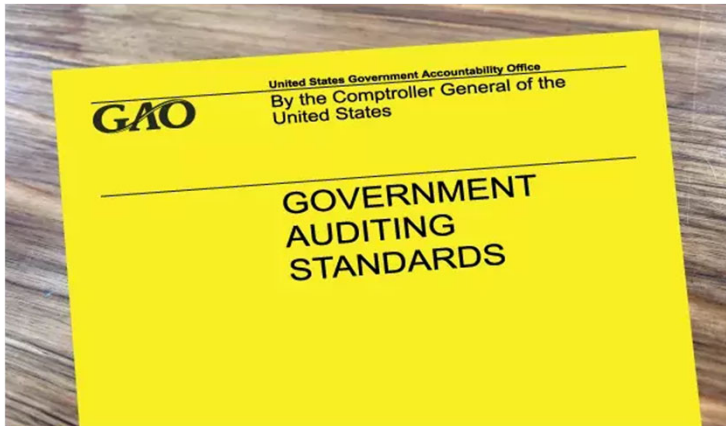 United States Government Accountability Office
GAO
By the Comptroller General of the
United States
GOVERNMENT
AUDITING
STANDARDS